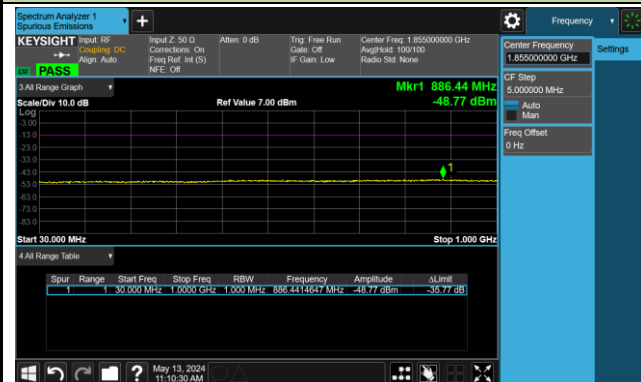 Spectrum Analyzer 1
Spurious Emissions
Frequency
KEYSIGHT
Input: RF
Coupling: DC
Align: Auto
Input Z: 50 Ω
Corrections: On
Freq Ref: Int (S)
NFE: Off
Atten: 0 dB
Trig: Free Run
Gate: Off
IF Gain: Low
Center Freq: 1.855000000 GHz
Avg|Hold: 100/100
Radio Std: None
PASS
Center Frequency
1.855000000 GHz
Settings
CF Step
5.000000 MHz
Auto
Man
Freq Offset
0 Hz
3 All Range Graph
Mkr1 886.44 MHz
Scale/Div 10.0 dB
Ref Value 7.00 dBm
-48.77 dBm
Log
-3.00
-13.0
-23.0
-33.0
-43.0
-53.0
-63.0
-73.0
-83.0
1
Start 30.000 MHz
Stop 1.000 GHz
4 All Range Table
Spur Range Start Freq Stop Freq RBW Frequency Amplitude ΔLimit
1 1 30.000 MHz 1.0000 GHz 1.000 MHz 886.4414647 MHz -48.77 dBm -35.77 dB
?
May 13, 2024
11:10:30 AM